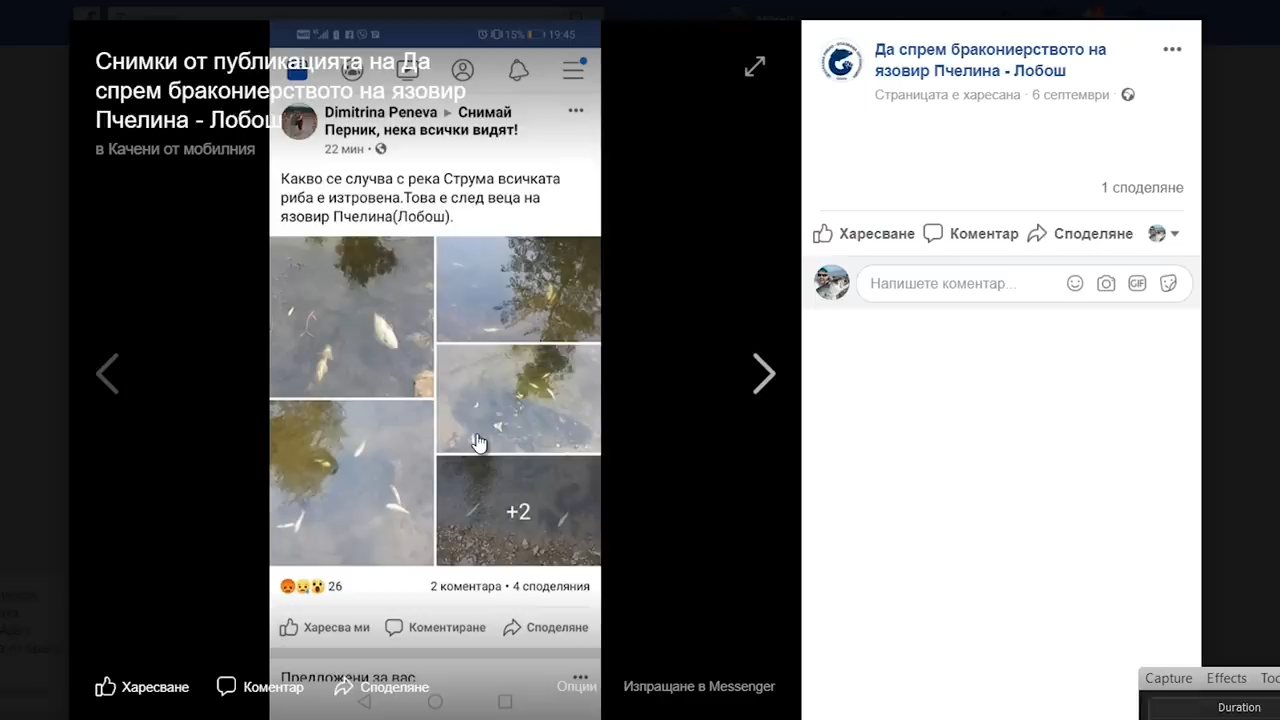 Снимки от публикацията на Да
спрем бракониерството на язовир
Пчелина - Лобош
в Качени от мобилния
15% 19:45
Dimitrina Peneva ▸ Снимай
Перник, нека всички видят!
22 мин
Какво се случва с река Струма всичката
риба е изтровена.Това е след веца на
язовир Пчелина(Лобош).
+2
26
2 коментара • 4 споделяния
Харесва ми
Коментиране
Споделяне
Предложени за вас
Харесване
Коментар
Споделяне
Опции
Изпращане в Messenger
Да спрем бракониерството на
язовир Пчелина - Лобош
Страницата е харесана · 6 септември
1 споделяне
Харесване
Коментар
Споделяне
Напишете коментар...
GIF
Capture
Effects
Duration